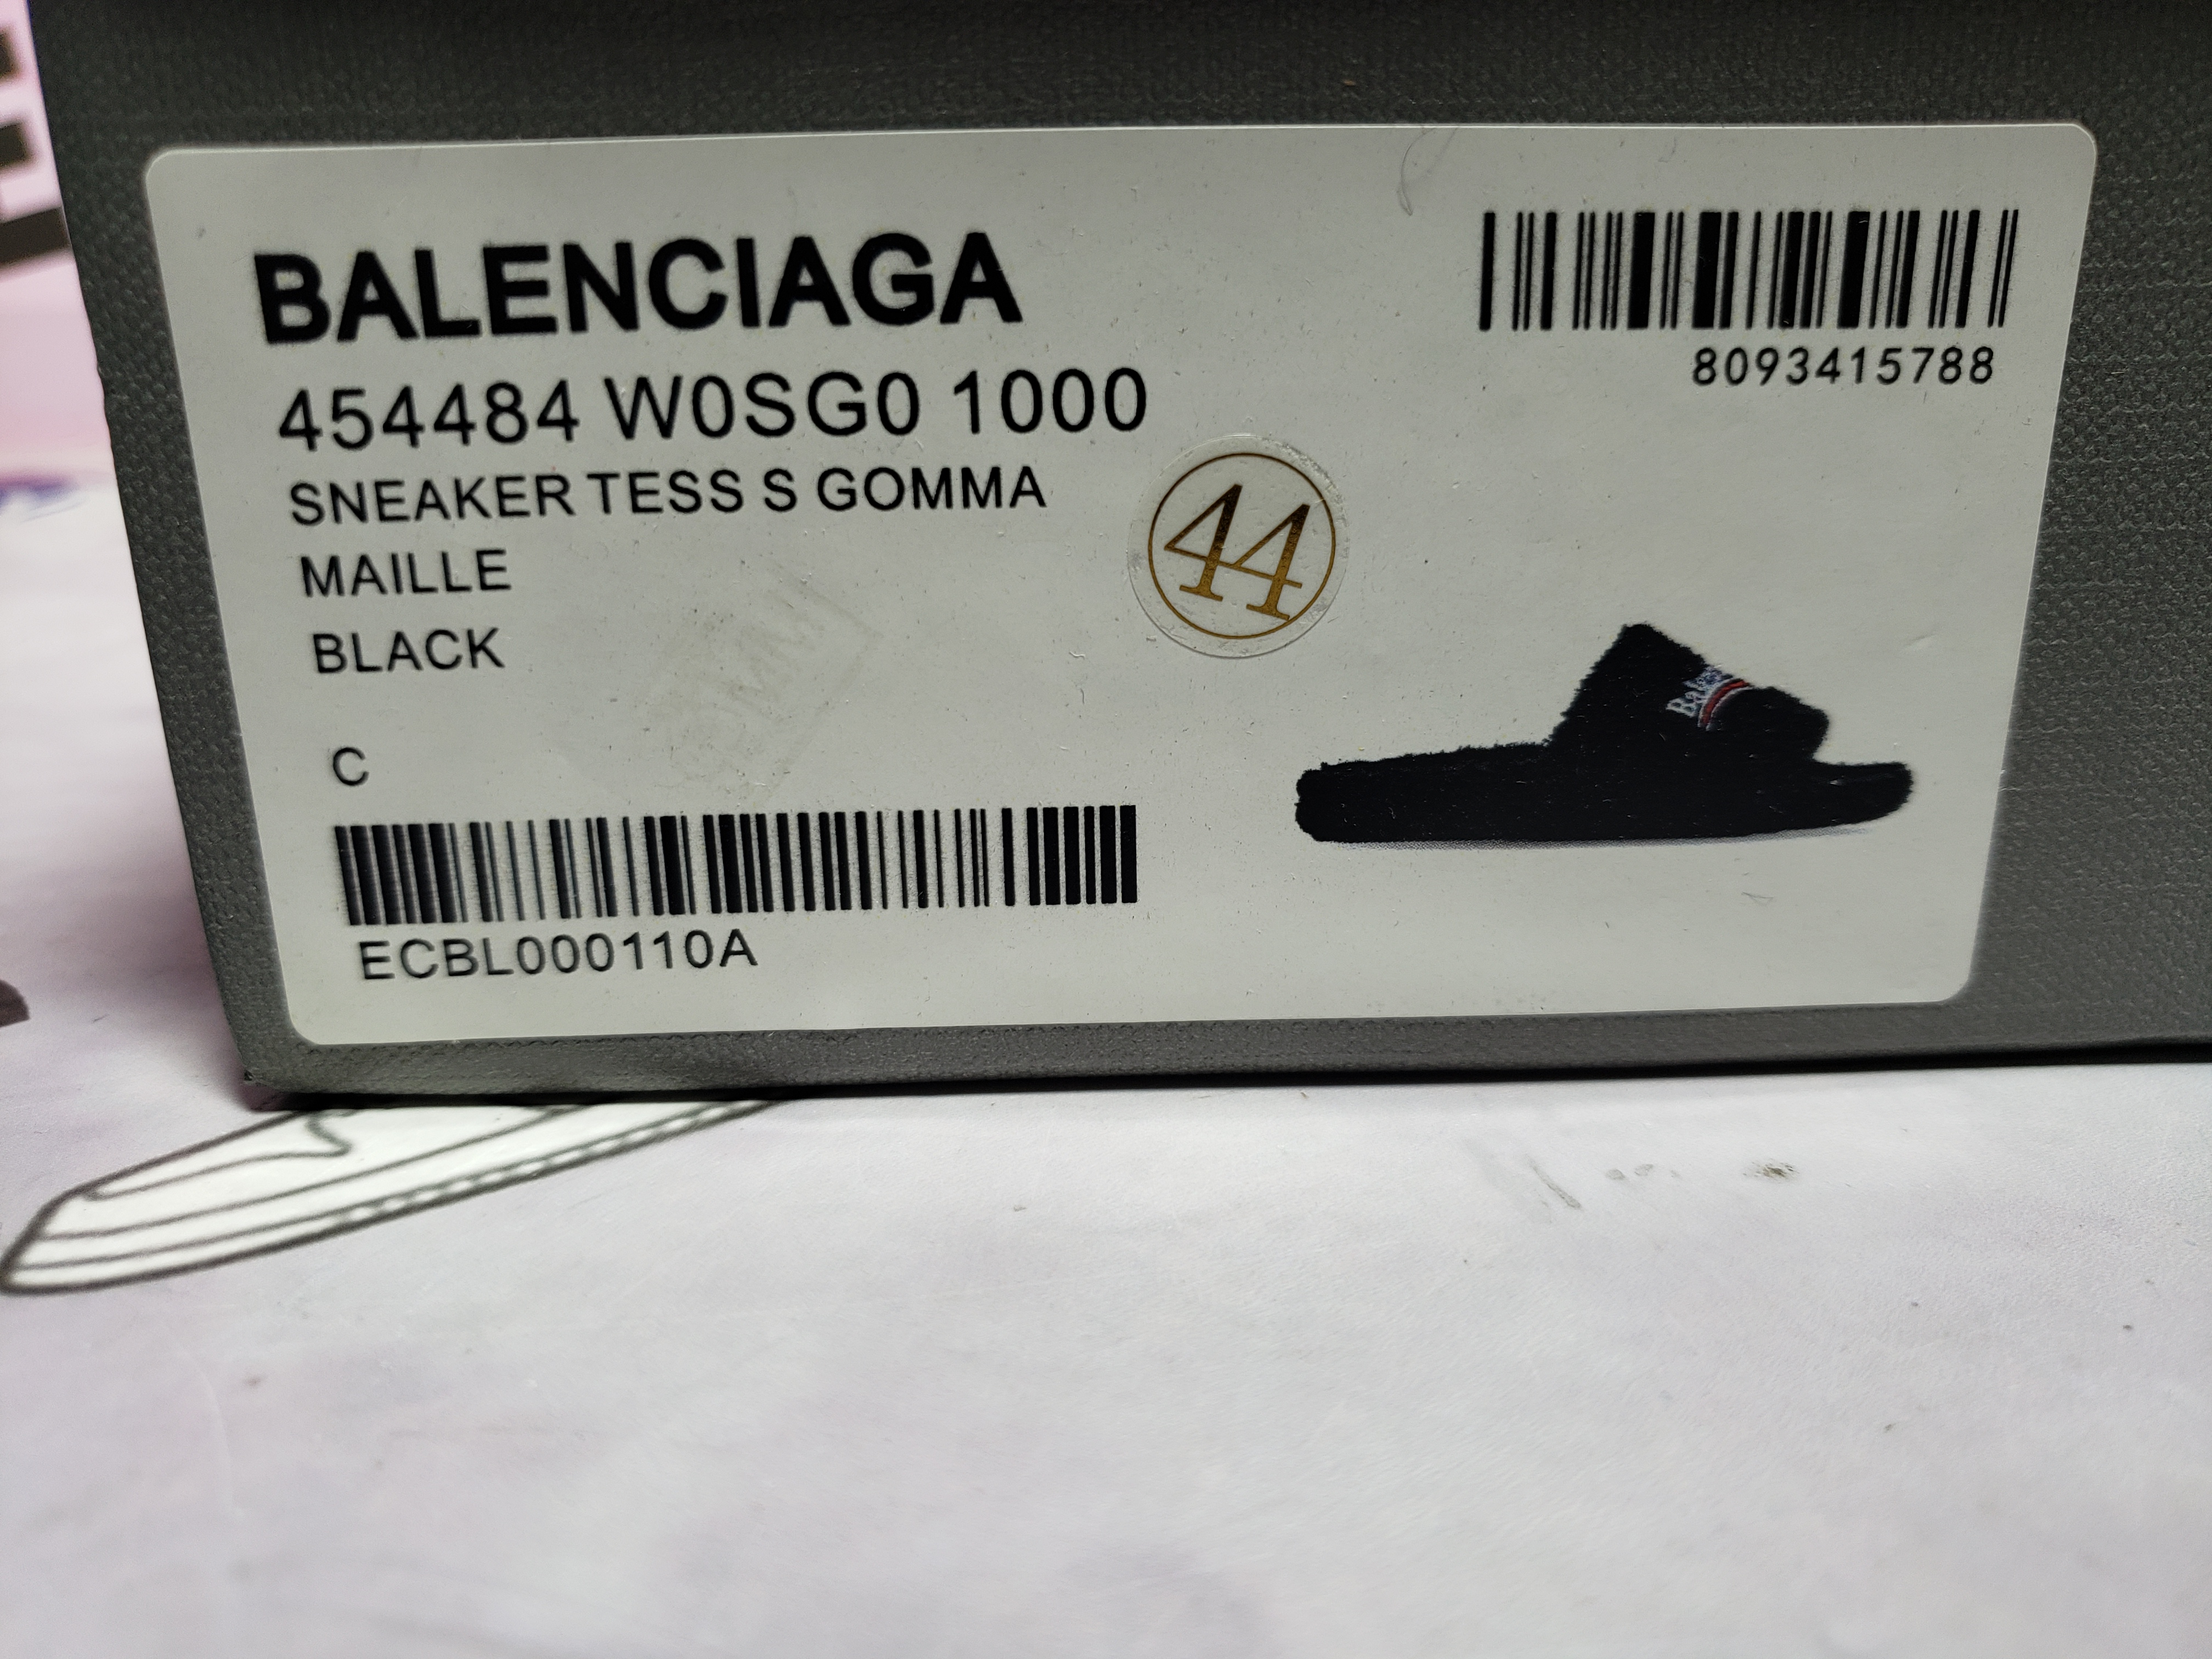 BALENCIAGA
8093415788
454484 W0SG0 1000
SNEAKER TESS S GOMMA
44
MAILLE
BLACK
C
ECBL000110A